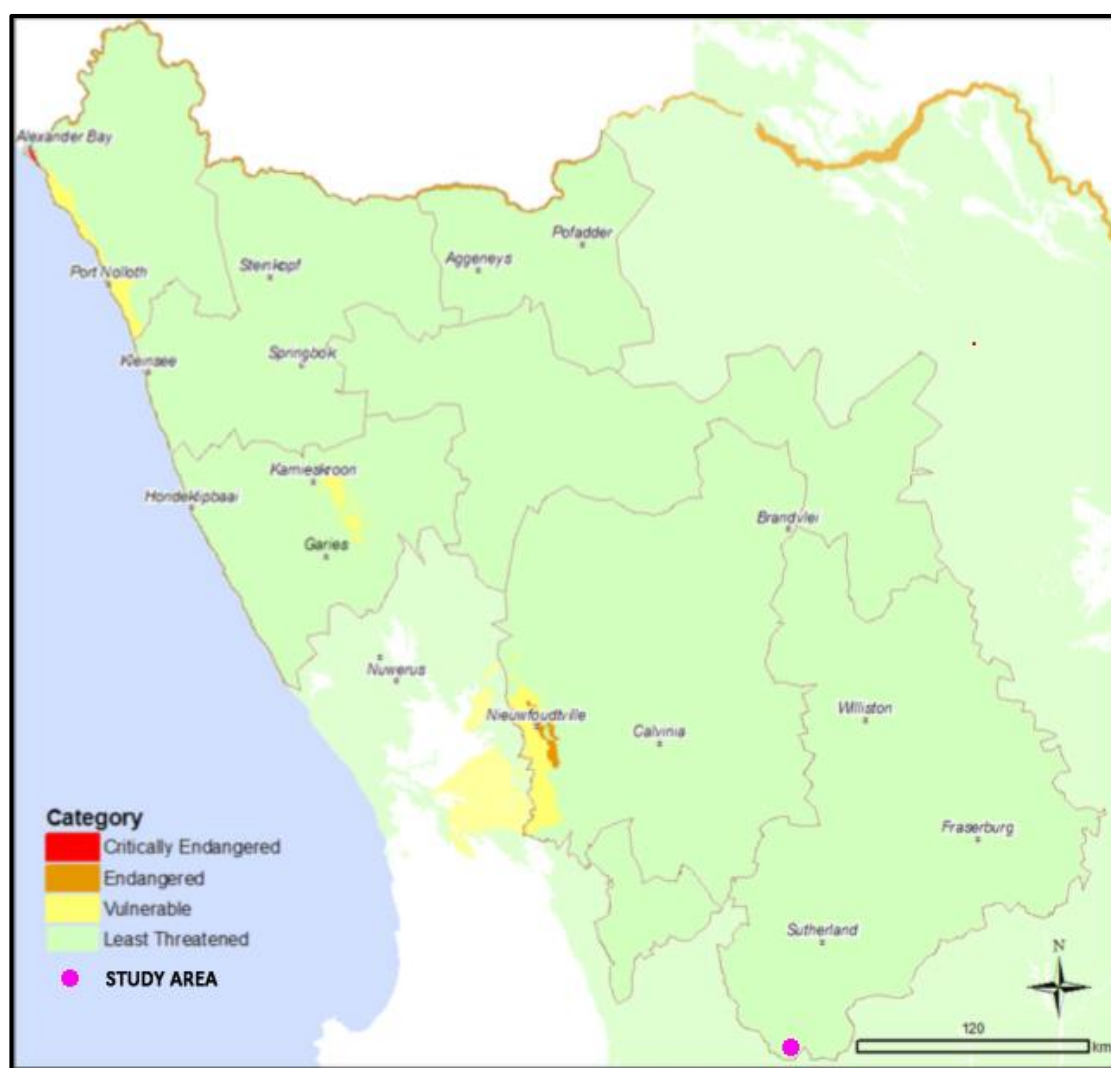 Alexander Bay
Port Nolloth
Steinkopf
Aggeneys
Pofadder
Kleinsee
Springbok
Kamieskroon
Hondeklipbaai
Garies
Brandvlei
Nuwerus
Nieuwfoudtville
Calvinia
Williston
Fraserburg
Sutherland
Category
Critically Endangered
Endangered
Vulnerable
Least Threatened
STUDY AREA
N
120
km